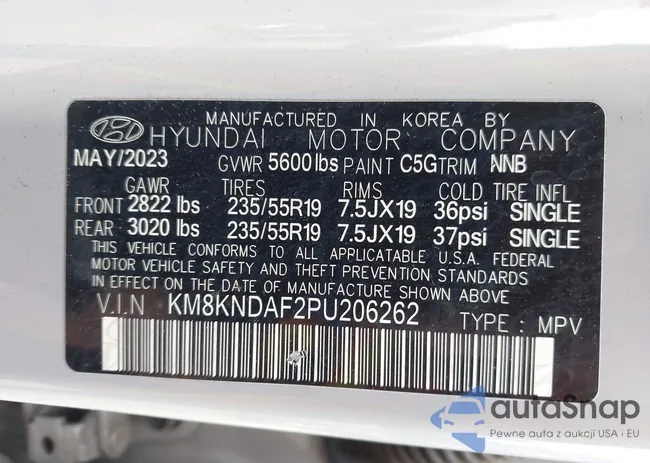 MANUFACTURED IN KOREA BY
HYUNDAI MOTOR COMPANY
MAY/2023 GVWR 5600 lbs PAINT C5G TRIM NNB
GAWR TIRES RIMS COLD TIRE INFL
FRONT 2822 lbs 235/55R19 7.5JX19 36psi SINGLE
REAR 3020 lbs 235/55R19 7.5JX19 37psi SINGLE
THIS VEHICLE CONFORMS TO ALL APPLICATABLE U.S.A. FEDERAL
MOTOR VEHICLE SAFETY AND THEFT PREVENTION STANDARDS
IN EFFECT ON THE DATE OF MANUFACTURE SHOWN ABOVE
V.I.N KM8KNDAF2PU206262 TYPE : MPV
autaSnap
Pewne auta z aukcji USA i EU